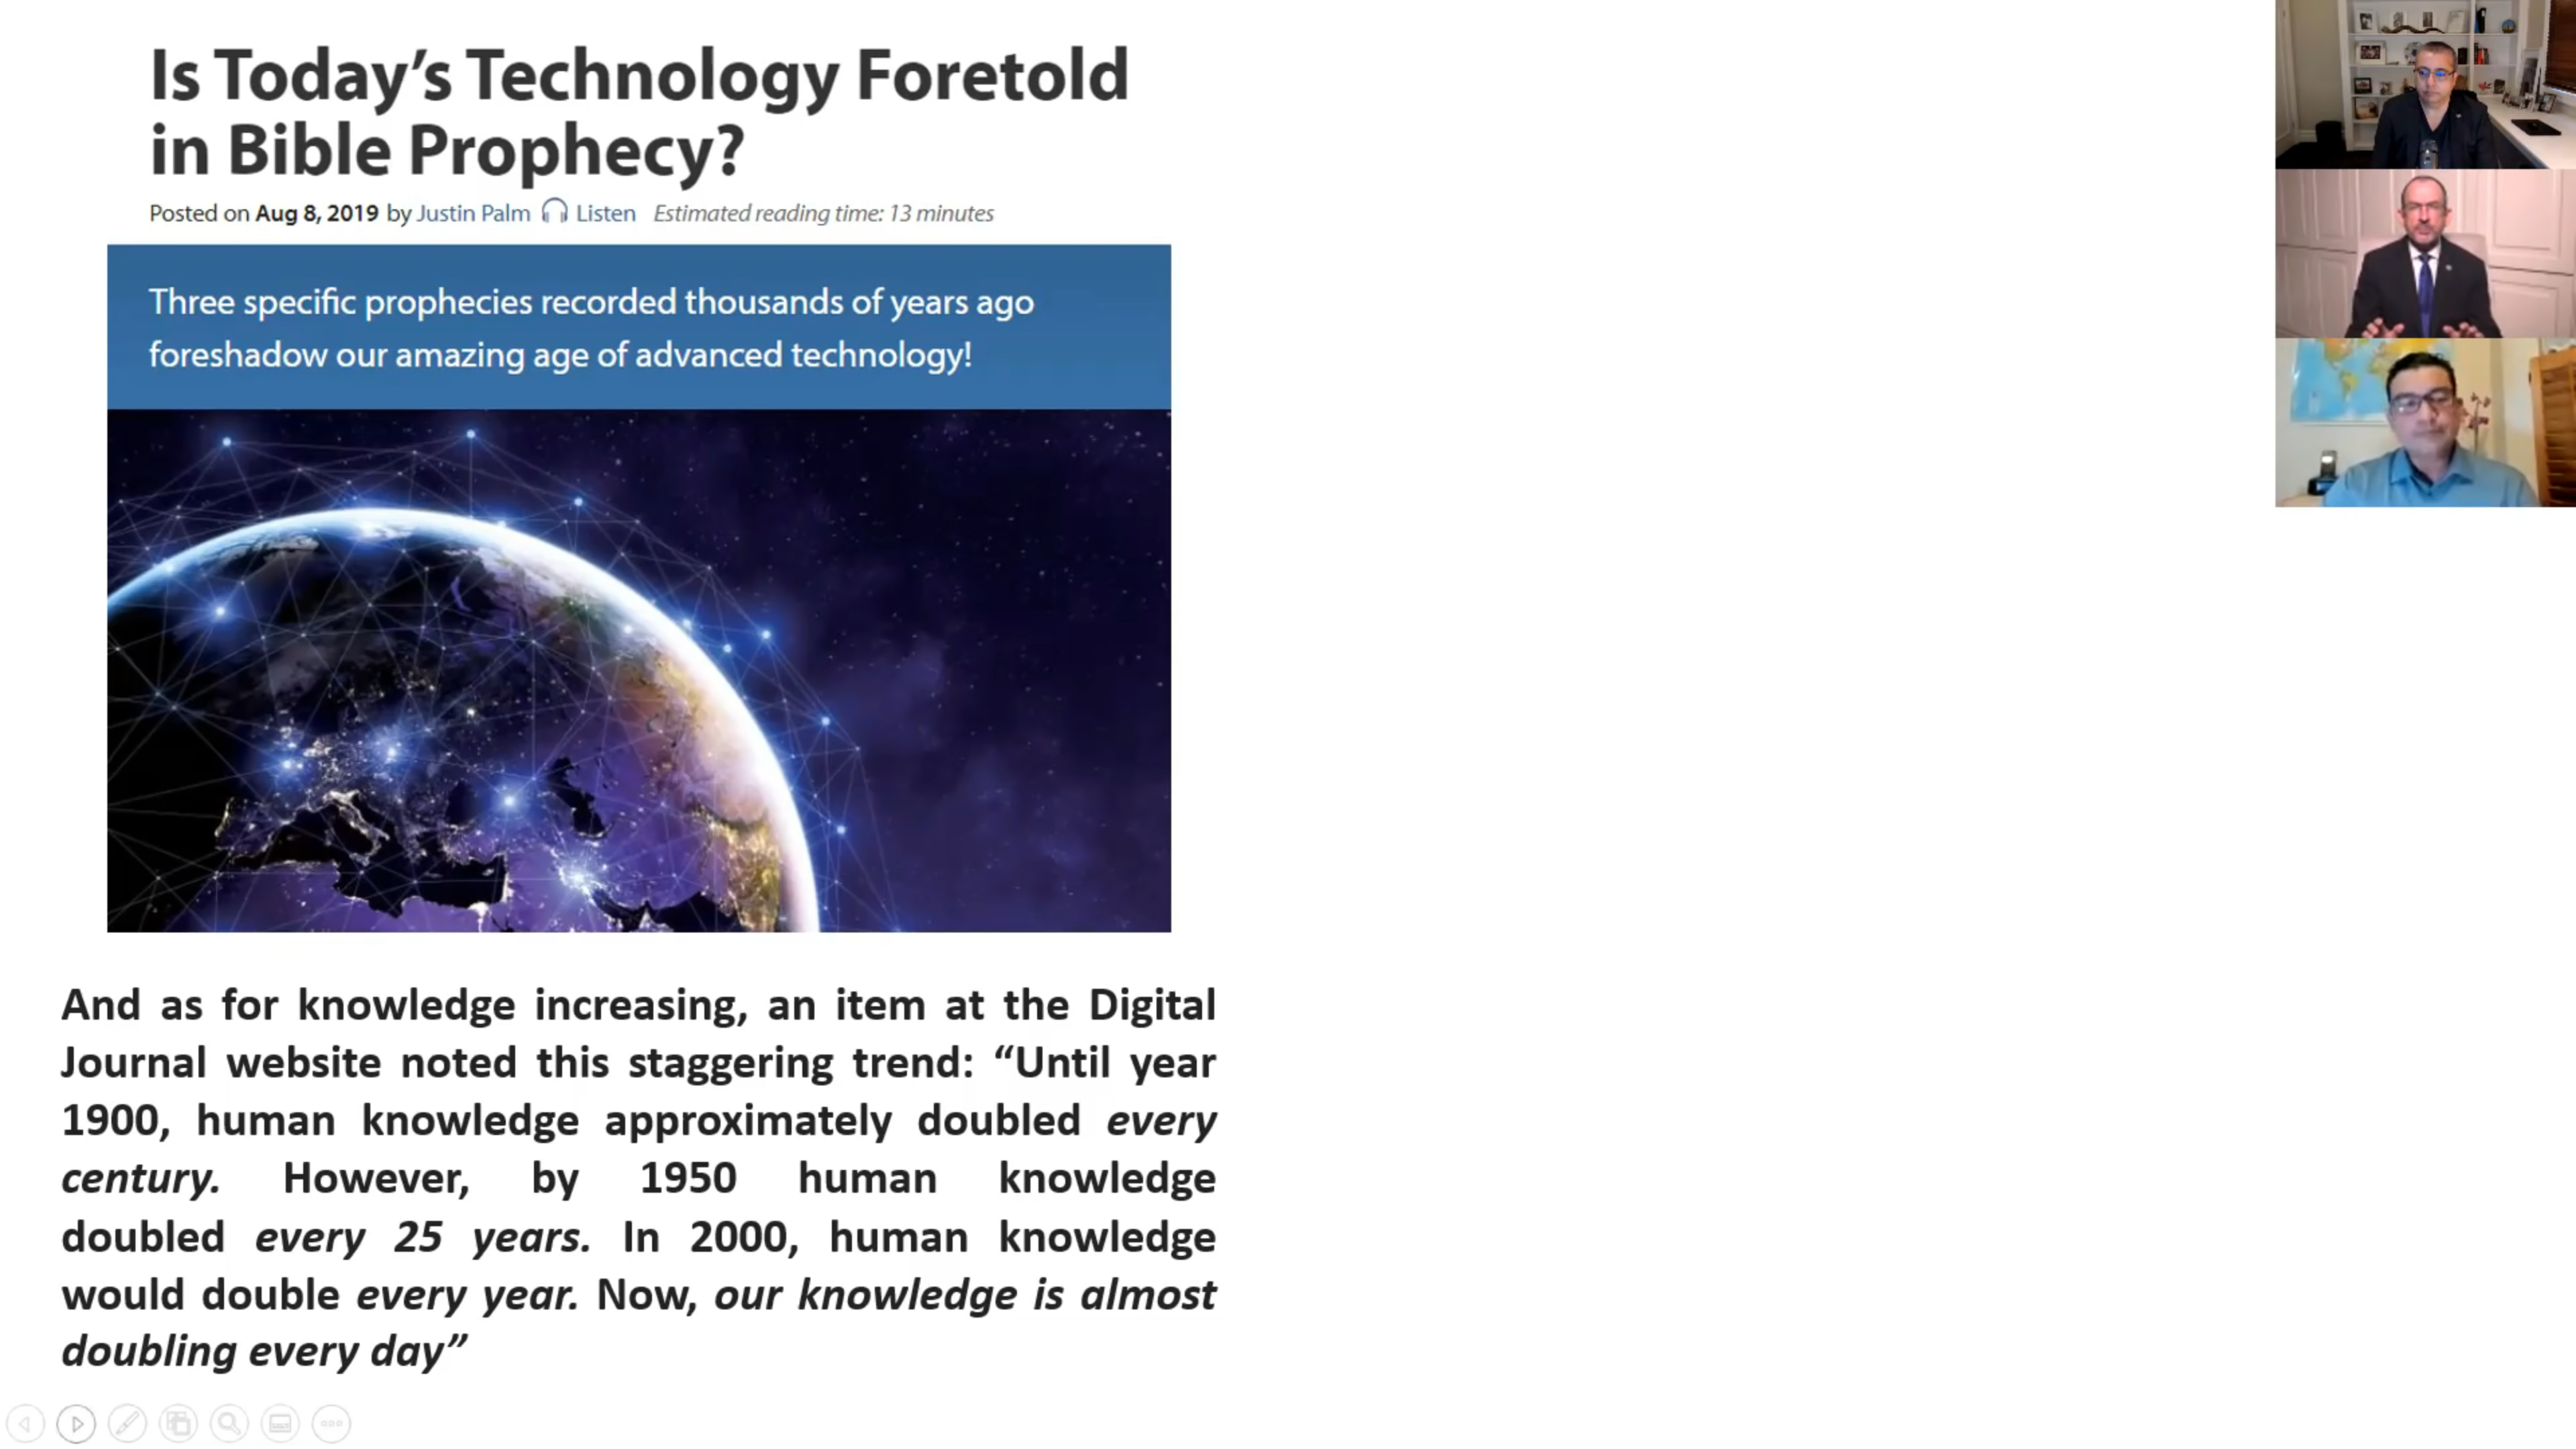 Is Today’s Technology Foretold
in Bible Prophecy?
Posted on Aug 8, 2019 by Justin Palm Listen Estimated reading time: 13 minutes
Three specific prophecies recorded thousands of years ago
foreshadow our amazing age of advanced technology!
And as for knowledge increasing, an item at the Digital
Journal website noted this staggering trend: “Until year
1900, human knowledge approximately doubled every
century. However, by 1950 human knowledge
doubled every 25 years. In 2000, human knowledge
would double every year. Now, our knowledge is almost
doubling every day”